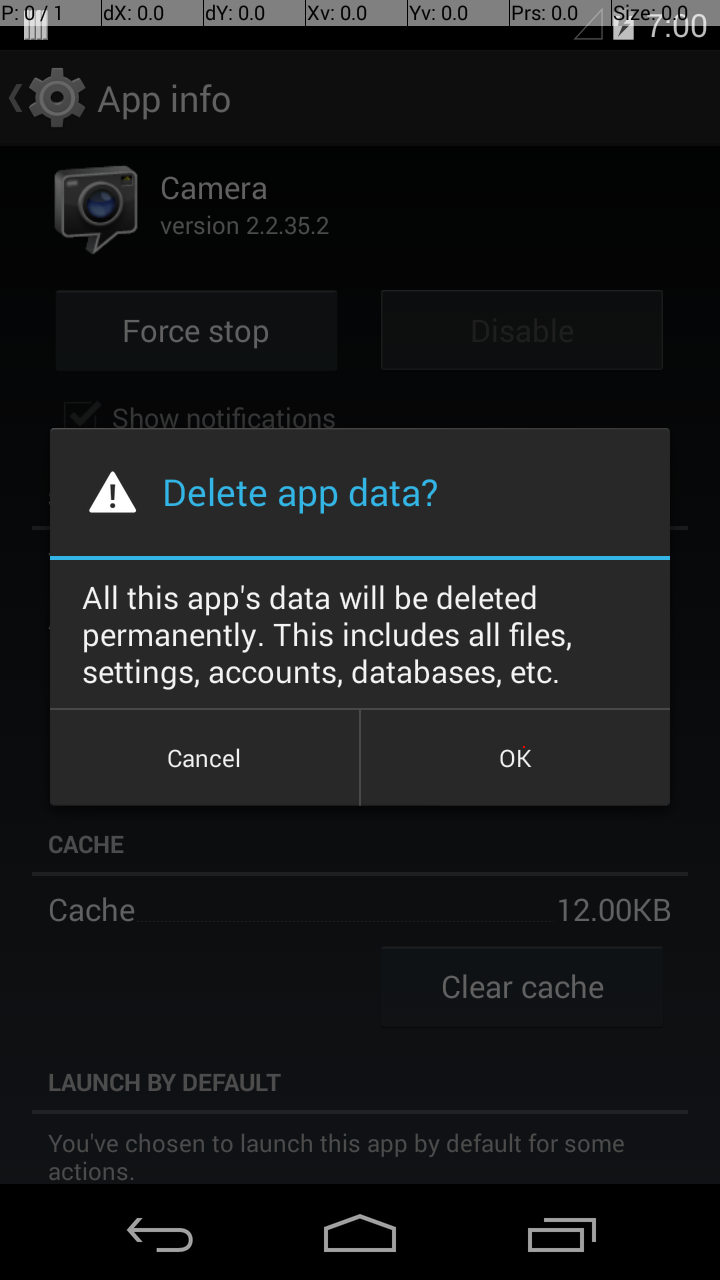 P: 0 / 1 dX: 0.0 dY: 0.0 Xv: 0.0 Yv: 0.0 Prs: 0.0 Size: 0.0
7:00
App info
Camera
version 2.2.35.2
Force stop Disable
Show notifications
Delete app data?
All this app's data will be deleted
permanently. This includes all files,
settings, accounts, databases, etc.
Cancel OK
CACHE
Cache 12.00KB
Clear cache
LAUNCH BY DEFAULT
You've chosen to launch this app by default for some
actions.